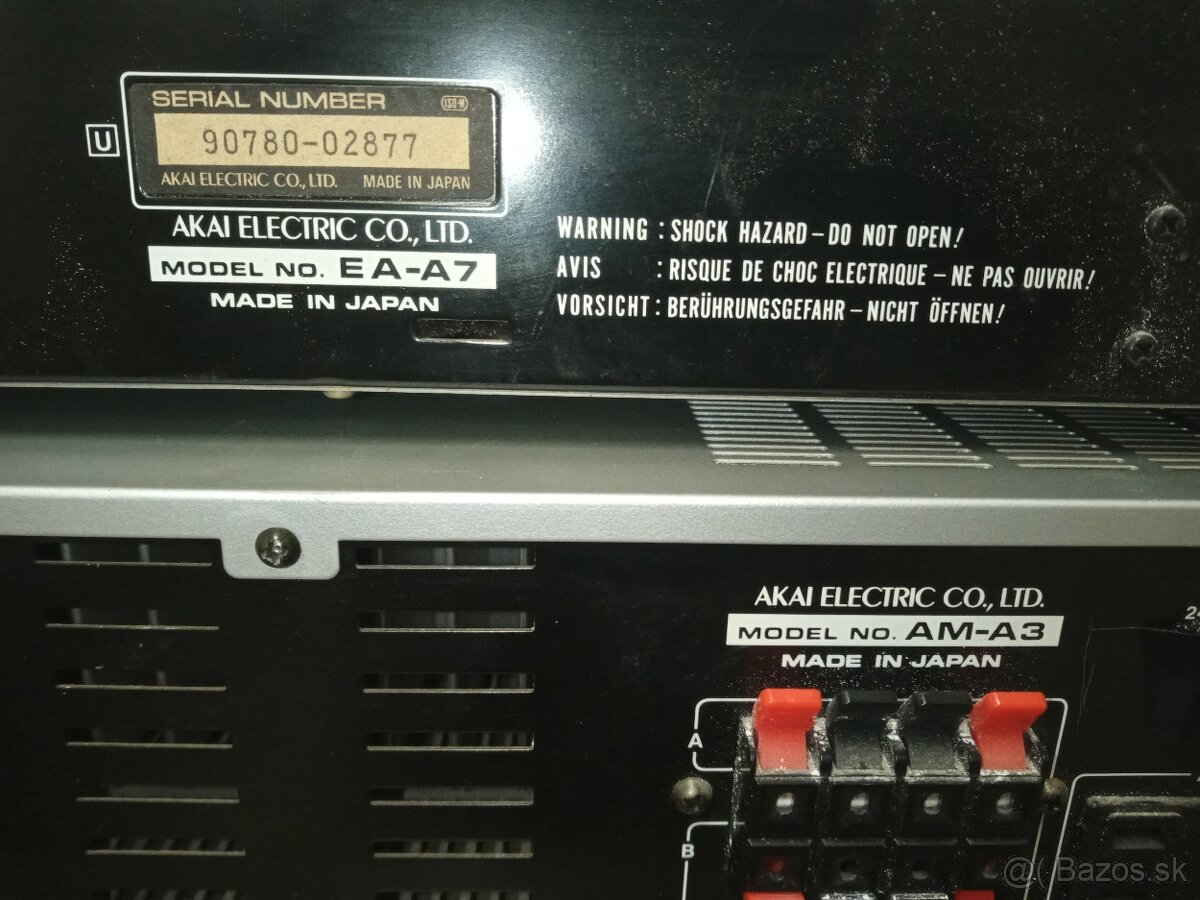 SERIAL NUMBER
ISO-N
U
90780-02877
AKAI ELECTRIC CO., LTD. MADE IN JAPAN
AKAI ELECTRIC CO., LTD.
MODEL NO. EA-A7
MADE IN JAPAN
WARNING : SHOCK HAZARD – DO NOT OPEN!
AVIS : RISQUE DE CHOC ELECTRIQUE – NE PAS OUVRIR!
VORSICHT : BERÜHRUNGSGEFAHR – NICHT ÖFFNEN!
AKAI ELECTRIC CO., LTD.
MODEL NO. AM-A3
MADE IN JAPAN
A
B
Bazos.sk